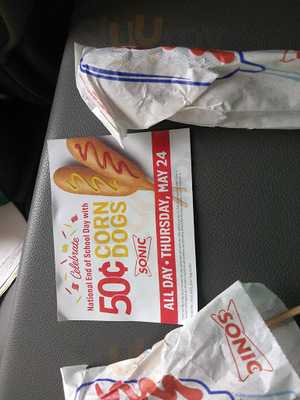 Celebrate
National End of School Day with
50¢ CORN
DOGS
SONIC
ALL DAY • THURSDAY, MAY 24
SONIC